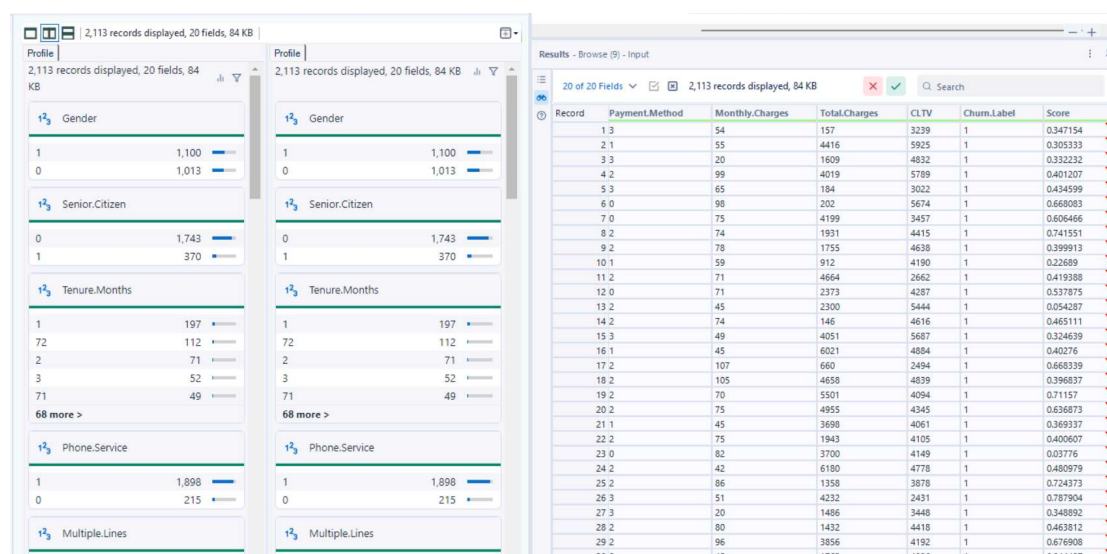 2,113 records displayed, 20 fields, 84 KB
Profile
2,113 records displayed, 20 fields, 84
KB
1²₃ Gender
1 1,100
0 1,013
1²₃ Senior.Citizen
0 1,743
1 370
1²₃ Tenure.Months
1 197
72 112
2 71
3 52
71 49
68 more >
1²₃ Phone.Service
1 1,898
0 215
1²₃ Multiple.Lines
Profile
2,113 records displayed, 20 fields, 84 KB
1²₃ Gender
1 1,100
0 1,013
1²₃ Senior.Citizen
0 1,743
1 370
1²₃ Tenure.Months
1 197
72 112
2 71
3 52
71 49
68 more >
1²₃ Phone.Service
1 1,898
0 215
1²₃ Multiple.Lines
Results - Browse (9) - Input
20 of 20 Fields 2,113 records displayed, 84 KB Search
Record Payment.Method Monthly.Charges Total.Charges CLTV Churn.Label Score
1 3 54 157 3239 1 0.347154
2 1 55 4416 5925 1 0.305333
3 3 20 1609 4832 1 0.332232
4 2 99 4019 5789 1 0.401207
5 3 65 184 3022 1 0.434599
6 0 98 202 5674 1 0.668083
7 0 75 4199 3457 1 0.606466
8 2 74 1931 4415 1 0.741551
9 2 78 1755 4638 1 0.399913
10 1 59 912 4190 1 0.22689
11 2 71 4664 2662 1 0.419388
12 0 71 2373 4287 1 0.537875
13 2 45 2300 5444 1 0.054287
14 2 74 146 4616 1 0.465111
15 3 49 4051 5687 1 0.324639
16 1 45 6021 4884 1 0.40276
17 2 107 660 2494 1 0.668339
18 2 105 4658 4839 1 0.396837
19 2 70 5501 4094 1 0.71157
20 2 75 4955 4345 1 0.636873
21 1 45 3698 4061 1 0.369337
22 2 75 1943 4105 1 0.400607
23 0 82 3700 4149 1 0.03776
24 2 42 6180 4778 1 0.480979
25 2 86 1358 3878 1 0.724373
26 3 51 4232 2431 1 0.787904
27 3 20 1486 3448 1 0.348892
28 2 80 1432 4418 1 0.463812
29 2 96 3856 4192 1 0.676908